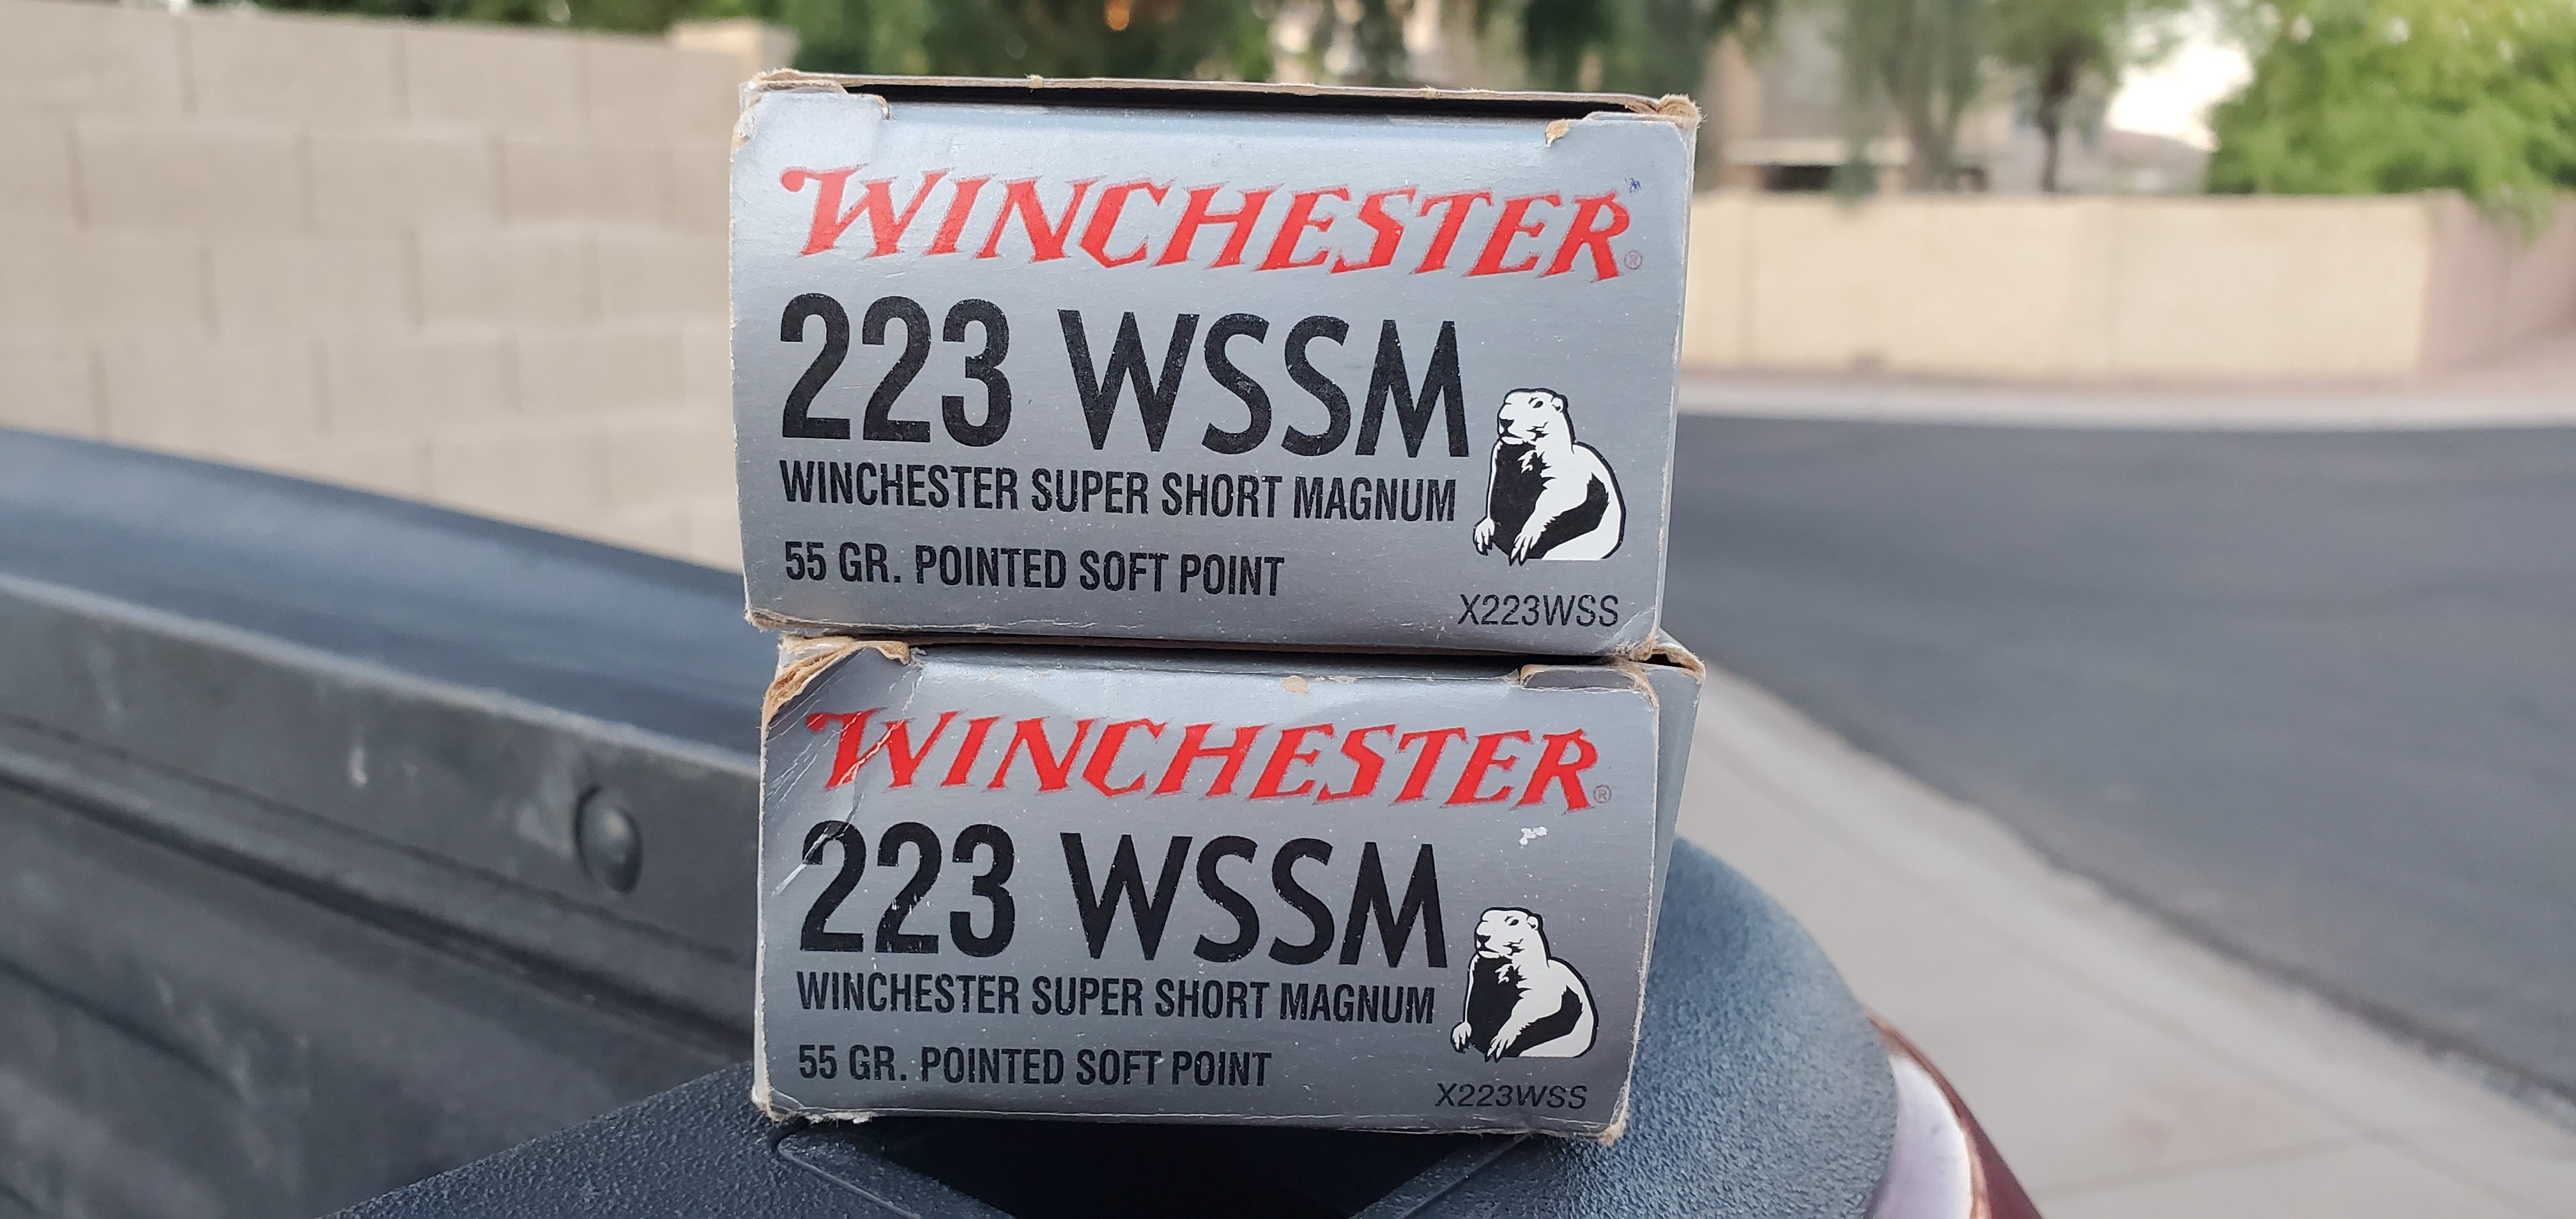 WINCHESTER®
223 WSSM
WINCHESTER SUPER SHORT MAGNUM
55 GR. POINTED SOFT POINT
X223WSS
WINCHESTER®
223 WSSM
WINCHESTER SUPER SHORT MAGNUM
55 GR. POINTED SOFT POINT
X223WSS